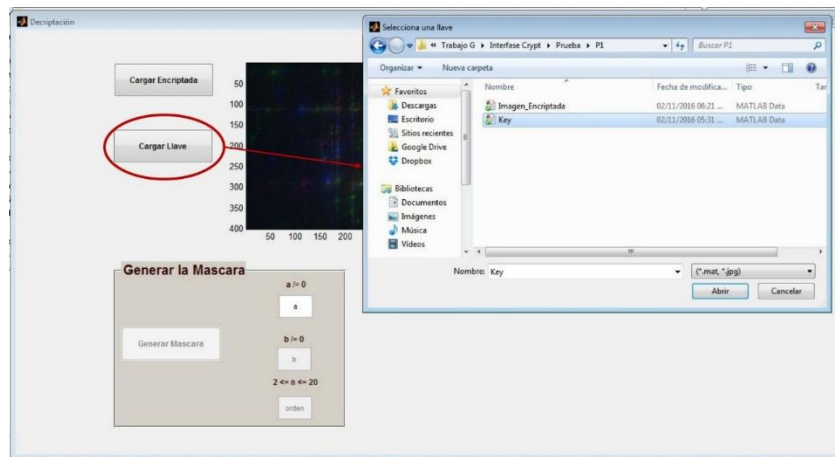 Decriptación
Cargar Encriptada
Cargar Llave
50
100
150
200
250
300
350
400
50 100 150 200
Generar la Mascara
a /= 0
a
Generar Mascara
b /= 0
2 <= n <= 20
orden
Selecciona una llave
« Trabajo G ▸ Interfase Crypt ▸ Prueba ▸ P1
Buscar P1
Organizar ▾ Nueva carpeta
Nombre Fecha de modifica... Tipo
Favoritos
Descargas
Escritorio
Sitios recientes
Google Drive
Dropbox
Bibliotecas
Documentos
Imágenes
Música
Vídeos
Imagen_Encriptada 02/11/2016 06:21 ... MATLAB Data
Key 02/11/2016 05:31 ... MATLAB Data
Nombre: Key
(*.mat, *.jpg)
Abrir Cancelar